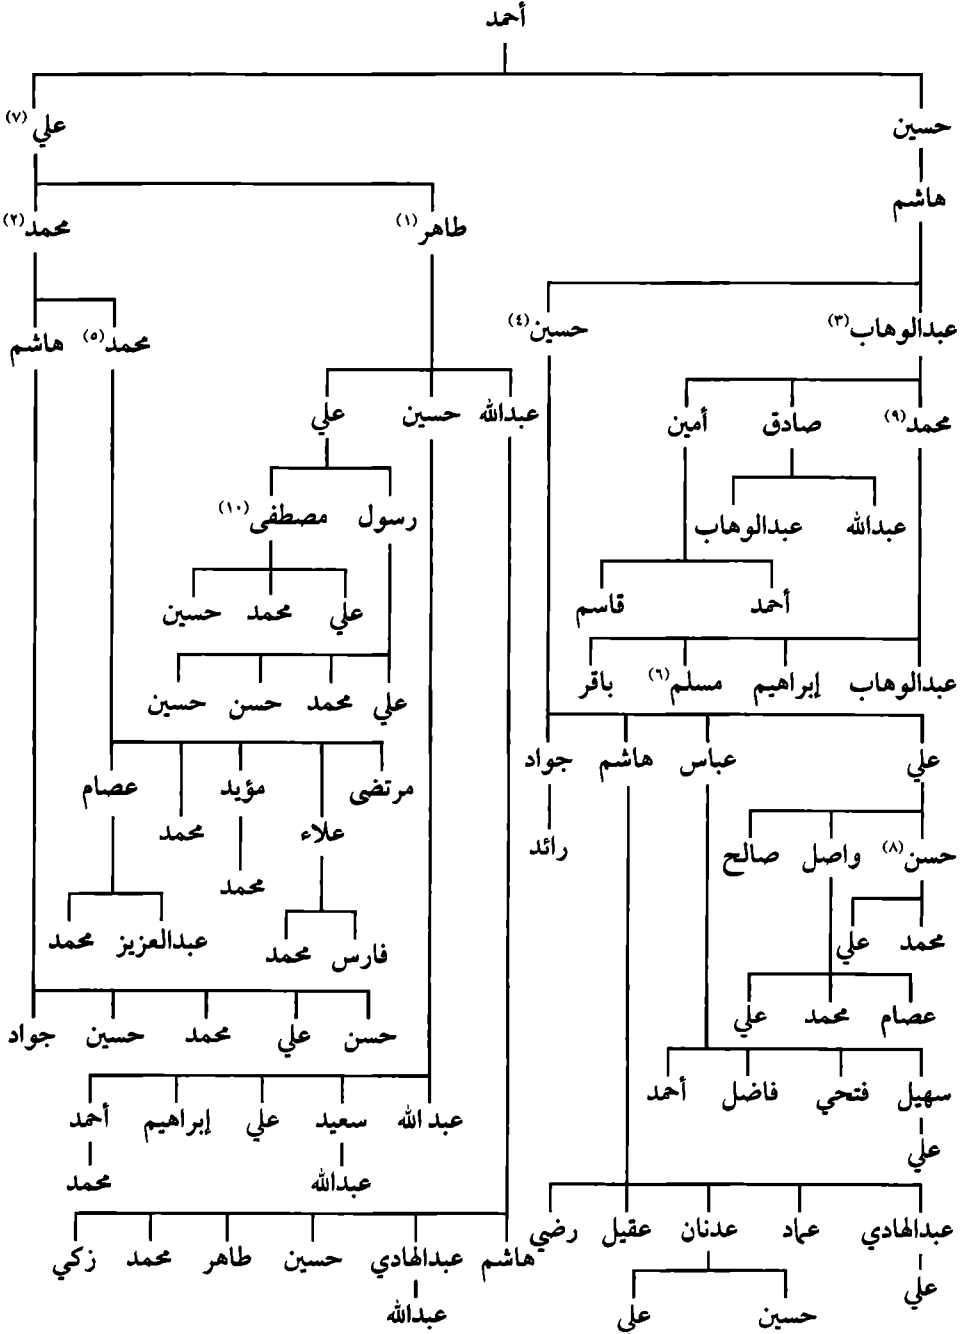 أحمد
حسين علي (٧)
هاشم
طاهر (١) محمد (٢)
عبدالوهاب (٣) حسين (٤) محمد (٥) هاشم
محمد (٩) صادق أمين عبدالله حسين علي
عبدالله عبدالوهاب رسول مصطفى (١٠)
أحمد قاسم علي محمد حسين
عبدالوهاب إبراهيم مسلم (٦) باقر علي محمد حسن حسين
علي عباس هاشم جواد مرتضى مؤيد عصام
علاء محمد
حسن (٨) واصل صالح رائد
محمد
محمد علي فارس محمد عبدالعزيز محمد
عصام محمد علي حسن علي محمد حسين جواد
سهيل فتحي فاضل أحمد عبدالله سعيد علي إبراهيم أحمد
علي عبدالله محمد
عبدالهادي عماد عدنان عقيل رضي هاشم عبدالهادي حسين طاهر محمد زكي
علي
حسين علي عبدالله